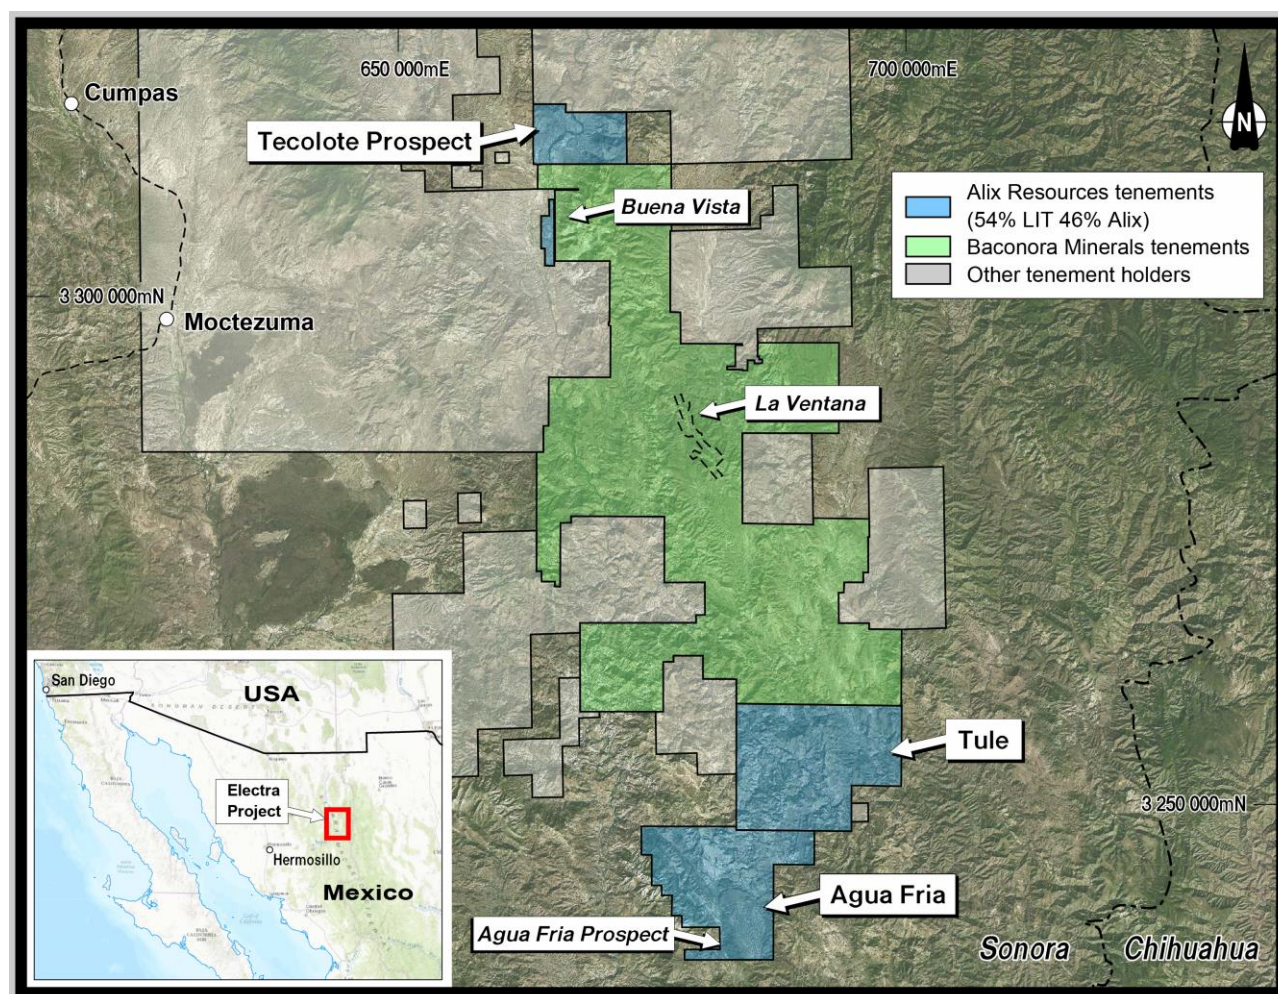 650 000mE
700 000mE
Cumpas
Tecolote Prospect
N
Alix Resources tenements
(54% LIT 46% Alix)
Baconora Minerals tenements
Other tenement holders
Buena Vista
3 300 000mN
Moctezuma
La Ventana
San Diego
USA
SONORAN DESERT
Tule
Electra
Project
3 250 000mN
Hermosillo
Mexico
Agua Fria
Agua Fria Prospect
Sonora
Chihuahua